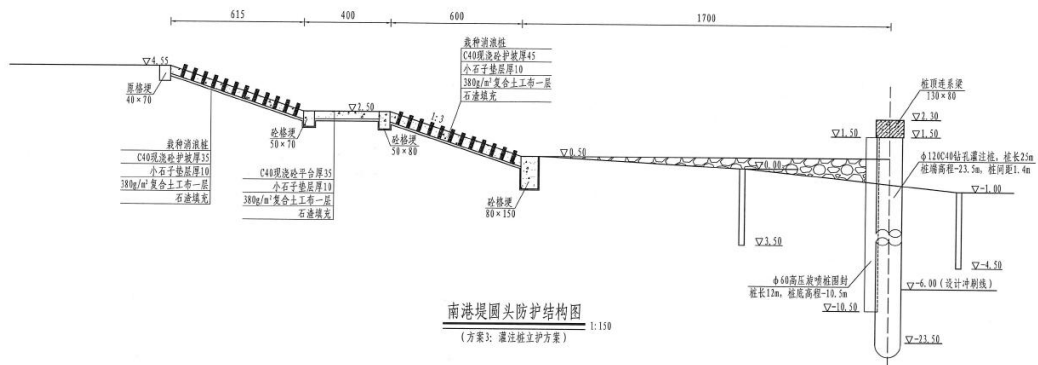 615
400
600
1700
▽4.55
原格埂
40×70
栽种消浪桩
C40现浇砼护坡厚35
小石子垫层厚10
380g/m²复合土工布一层
石渣填充
砼格埂
50×70
▽2.50
C40现浇砼平台厚35
小石子垫层厚10
380g/m²复合土工布一层
石渣填充
砼格埂
50×80
栽种消浪桩
C40现浇砼护坡厚45
小石子垫层厚10
380g/m²复合土工布一层
石渣填充
1:3
砼格埂
80×150
▽0.50
▽0.00
▽3.50
桩顶连系梁
130×80
▽2.30
▽1.50
▽1.50
φ120C40钻孔灌注桩，桩长25m
桩端高程-23.5m，桩间距1.4m
▽-1.00
▽-4.50
φ60高压旋喷桩围封
桩长12m，桩底高程-10.5m
▽-6.00（设计冲刷线）
▽-10.50
▽-23.50
南港堤圆头防护结构图
1:150
（方案3：灌注桩立护方案）